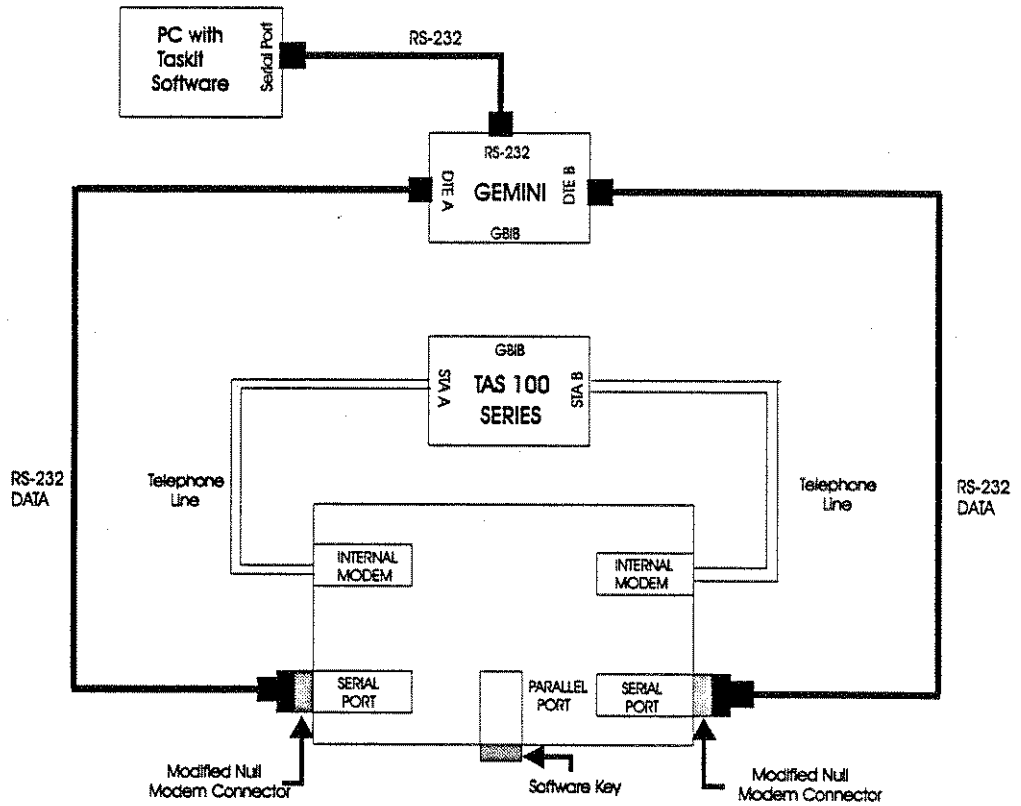 PC with
Taskit
Software
Serial Port
RS-232
RS-232
DTE A
GEMINI
DTE B
GBIB
GBIB
STA A
TAS 100
SERIES
STA B
RS-232
DATA
Telephone
Line
Telephone
Line
RS-232
DATA
INTERNAL
MODEM
INTERNAL
MODEM
SERIAL
PORT
PARALLEL
PORT
SERIAL
PORT
Modified Null
Modem Connector
Software Key
Modified Null
Modem Connector